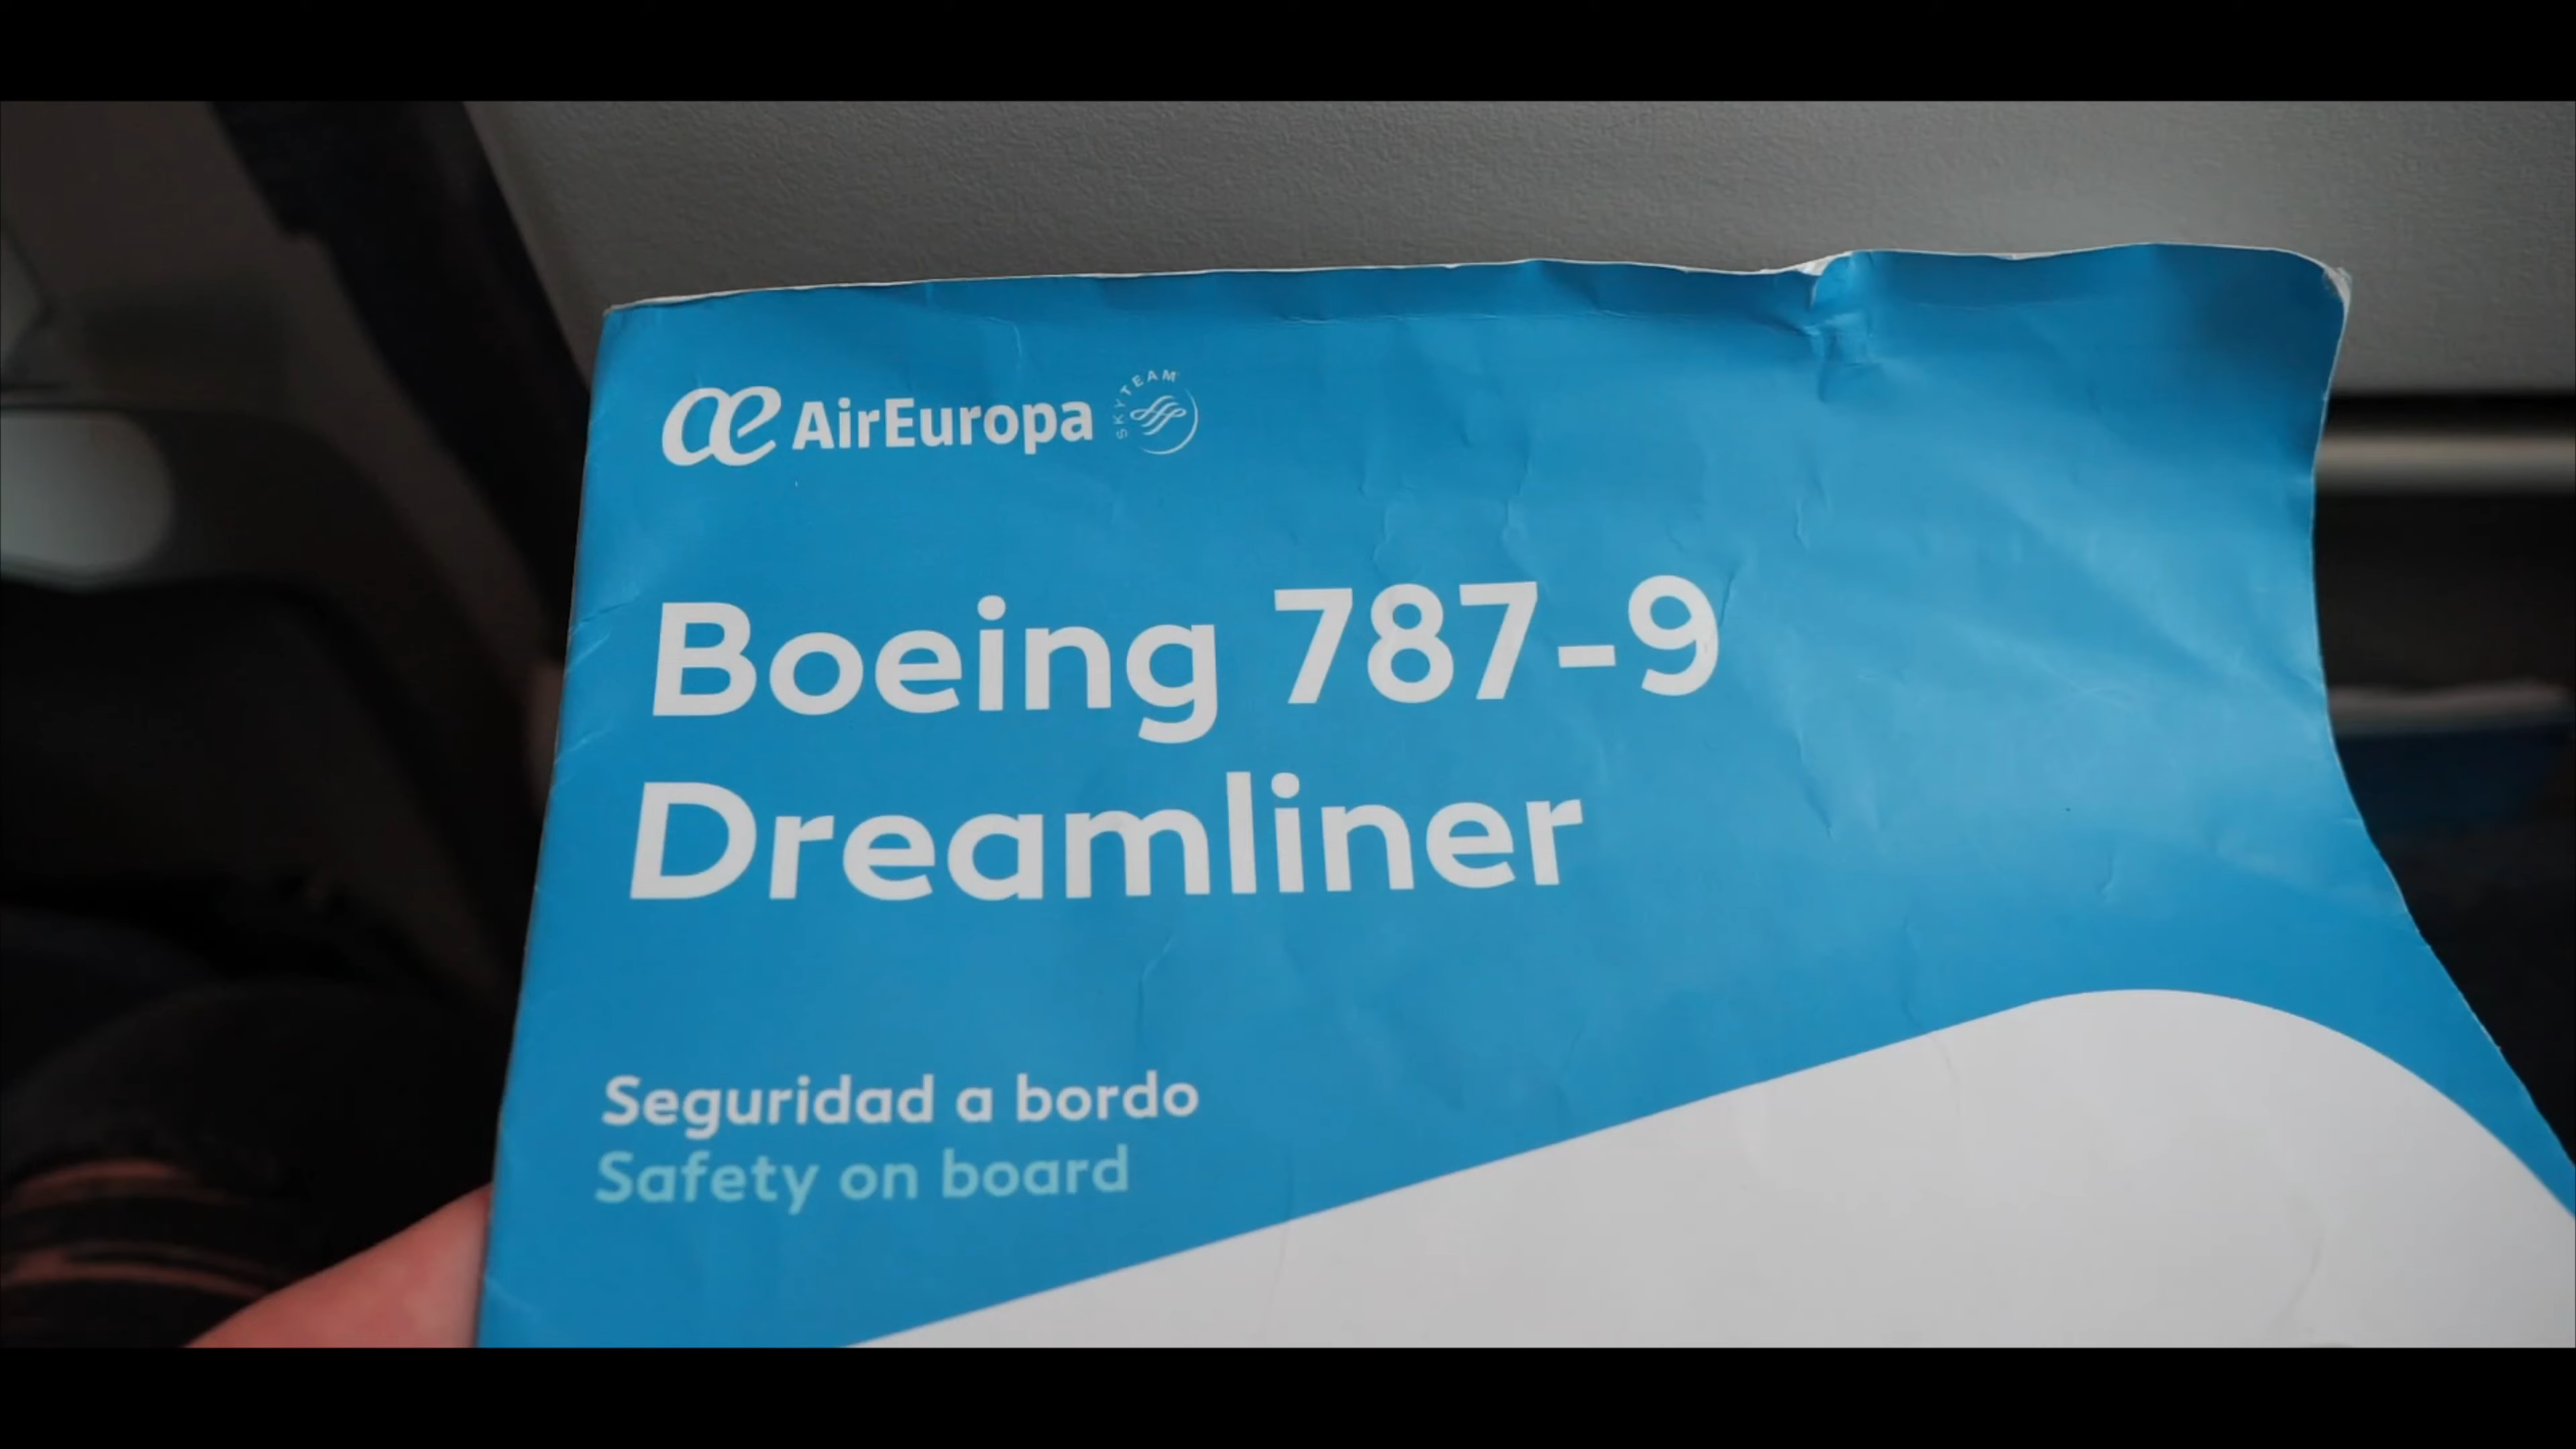 æ AirEuropa SKYTEAM
Boeing 787-9
Dreamliner
Seguridad a bordo
Safety on board